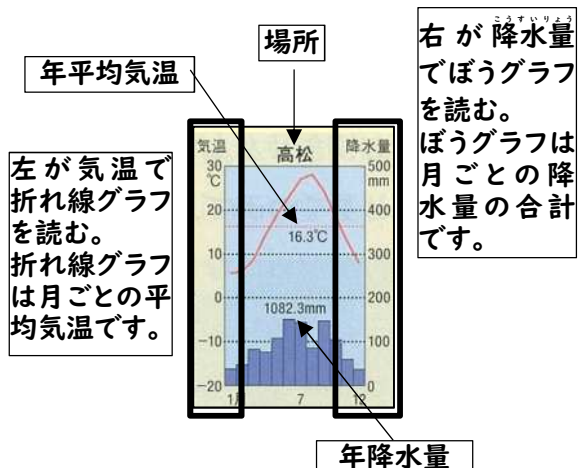 場所
年平均気温
右が降水量
こうすいりょう
でぼうグラフ
を読む。
ぼうグラフは
月ごとの降
水量の合計
です。
左が気温で
折れ線グラフ
を読む。
折れ線グラフ
は月ごとの平
均気温です。
気温 高松 降水量
30 500
℃ mm
20 400
16.3℃
10 300
0 200
1082.3mm
-10 100
-20 0
1月 7 12
年降水量